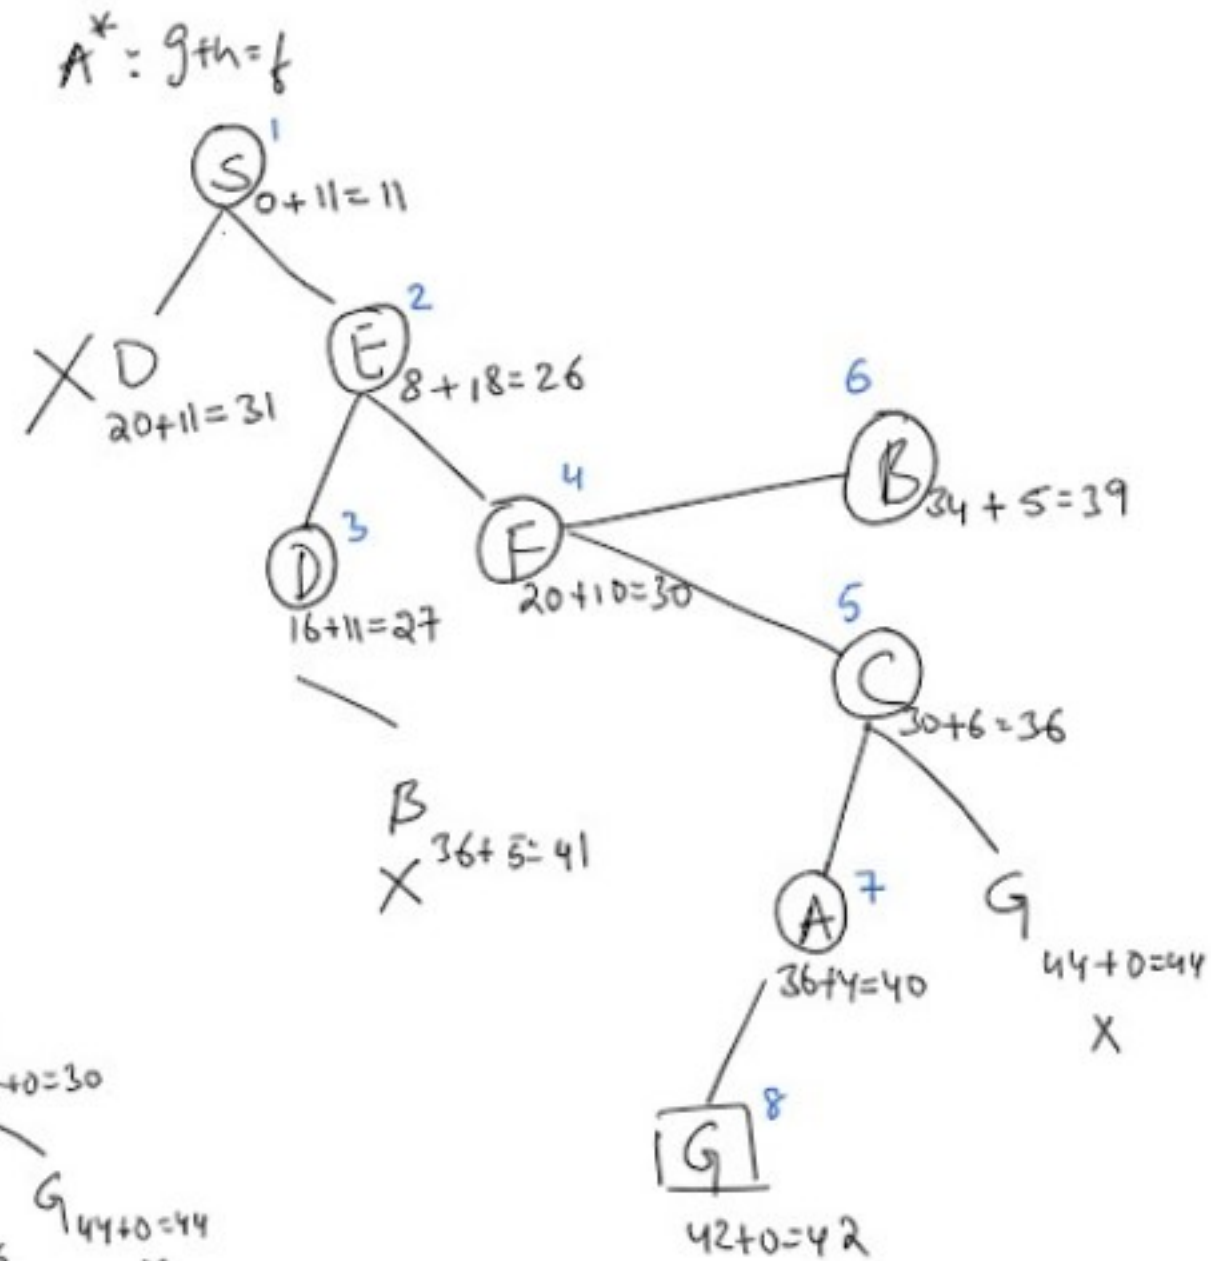 A* : g+h=f
1
S
0+11=11
2
X D
20+11=31
E
8+18=26
6
B
34+5=39
4
F
20+10=30
3
D
16+11=27
5
C
30+6=36
B
36+5=41
X
7
A
36+4=40
G
44+0=44
X
+0=30
8
G
42+0=42
G
44+0=44